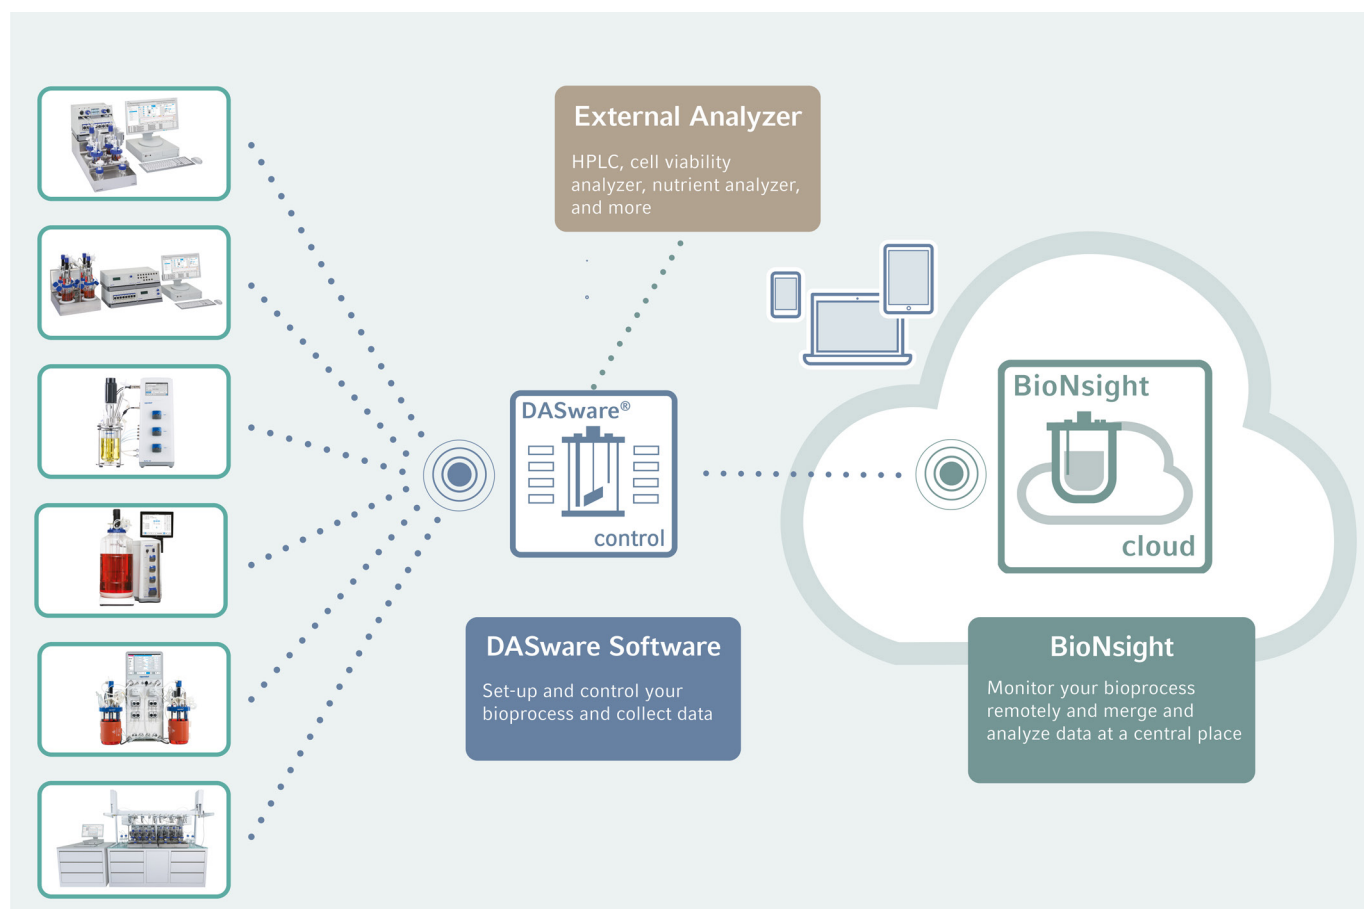 External Analyzer
HPLC, cell viability
analyzer, nutrient analyzer,
and more
DASware®
control
BioNsight
cloud
DASware Software
Set-up and control your
bioprocess and collect data
BioNsight
Monitor your bioprocess
remotely and merge and
analyze data at a central place